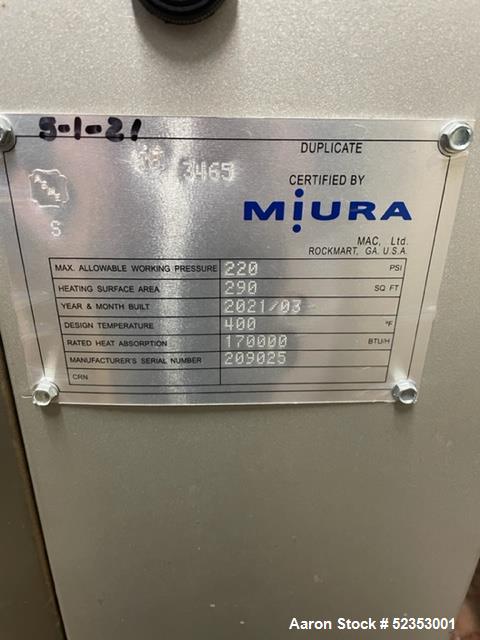 5-1-21
DUPLICATE
3465
CERTIFIED BY
MIURA
ASME
S
MAC, Ltd.
ROCKMART, GA. U.S.A.
MAX. ALLOWABLE WORKING PRESSURE 220 PSI
HEATING SURFACE AREA 290 SQ FT
YEAR & MONTH BUILT 2021/03
DESIGN TEMPERATURE 400 °F
RATED HEAT ABSORPTION 170000 BTU/H
MANUFACTURER'S SERIAL NUMBER 209025
CRN
Aaron Stock # 52353001